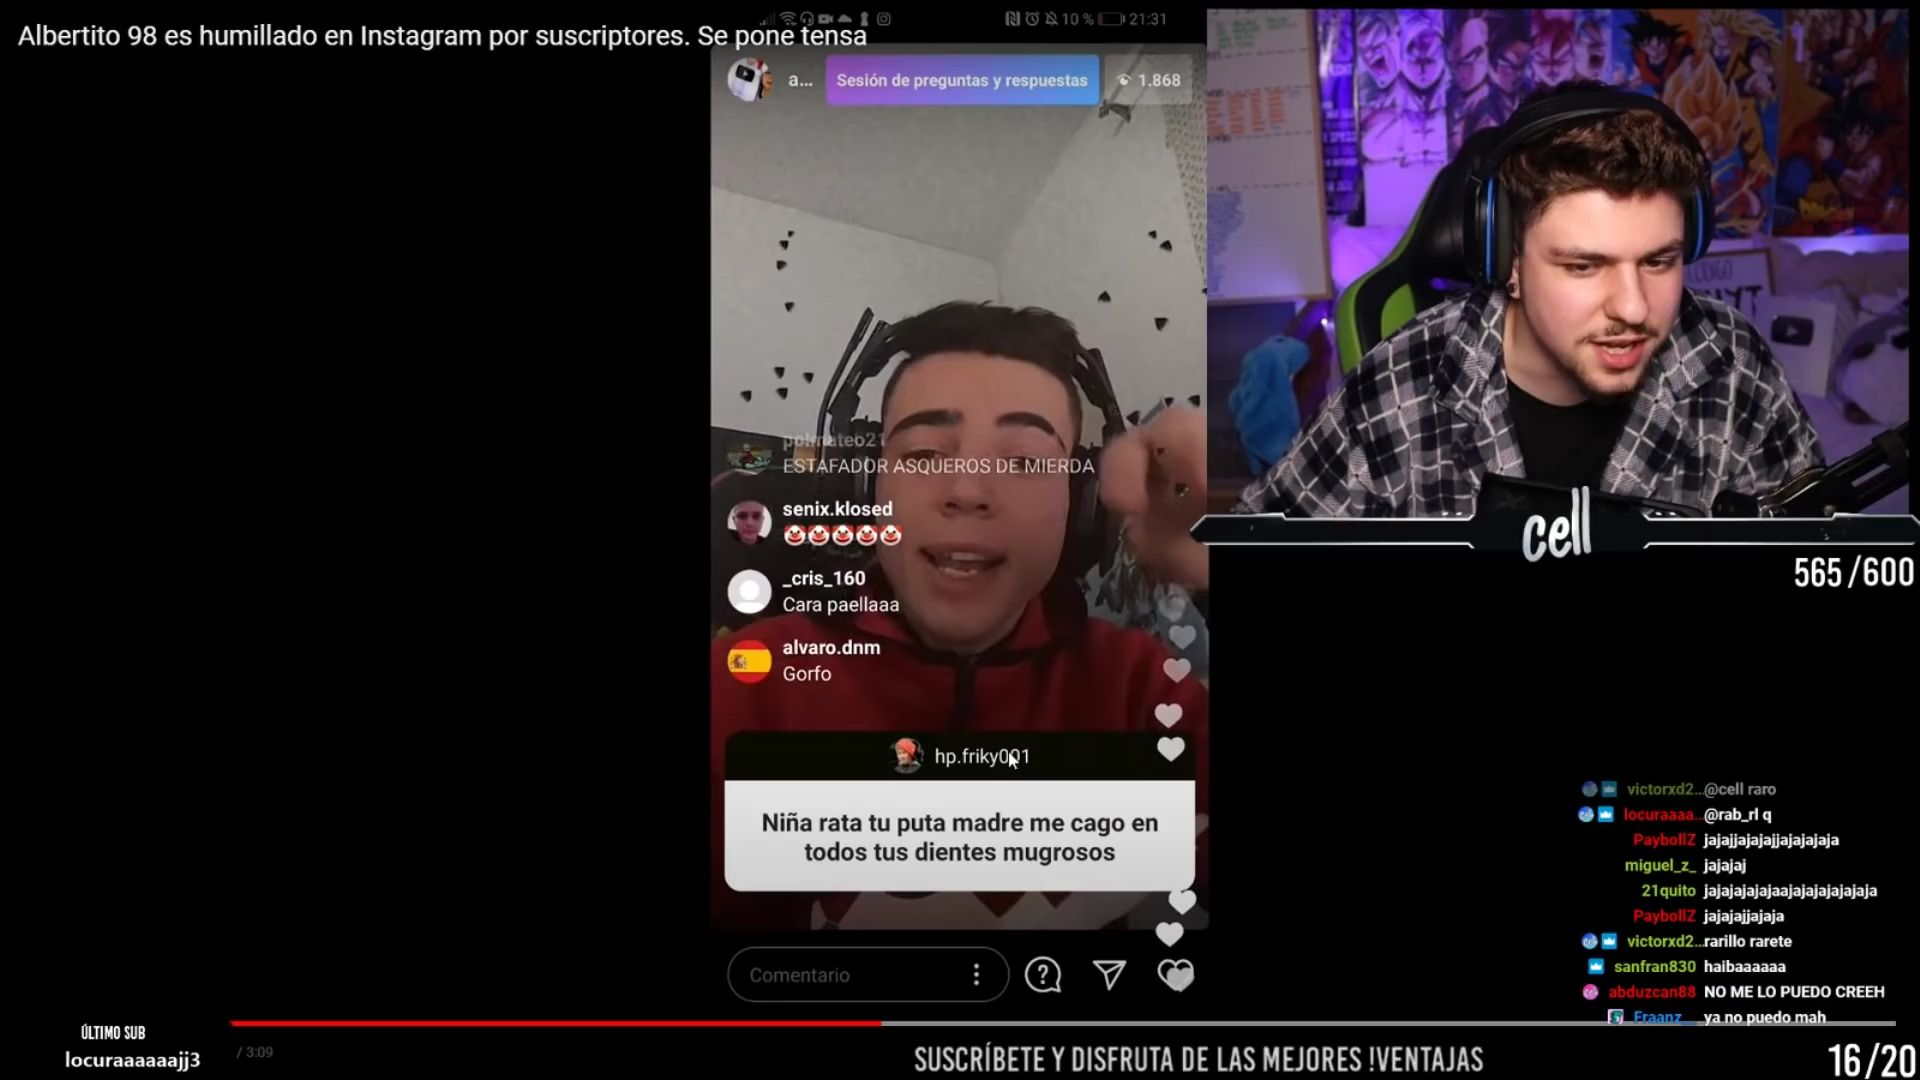 Albertito 98 es humillado en Instagram por suscriptores. Se pone tensa
10 %
21:31
a...
Sesión de preguntas y respuestas
1.868
polmateo21
ESTAFADOR ASQUEROS DE MIERDA
senix.klosed
🤡🤡🤡🤡🤡
_cris_160
Cara paellaaa
alvaro.dnm
Gorfo
hp.friky001
Niña rata tu puta madre me cago en
todos tus dientes mugrosos
Comentario
cell
565/600
victorxd2... @cell raro
locuraaaa... @rab_rl q
PaybollZ jajajjajajajjajajajaja
miguel_z_ jajajaj
21quito jajajajajajaajajajajajajaja
PaybollZ jajajajjajaja
victorxd2... rarillo rarete
sanfran830 haibaaaaaa
abduzcan88 NO ME LO PUEDO CREEH
Fraanz_ ya no puedo mah
ÚLTIMO SUB
locuraaaaaajj3
/ 3:09
SUSCRÍBETE Y DISFRUTA DE LAS MEJORES !VENTAJAS
16/20